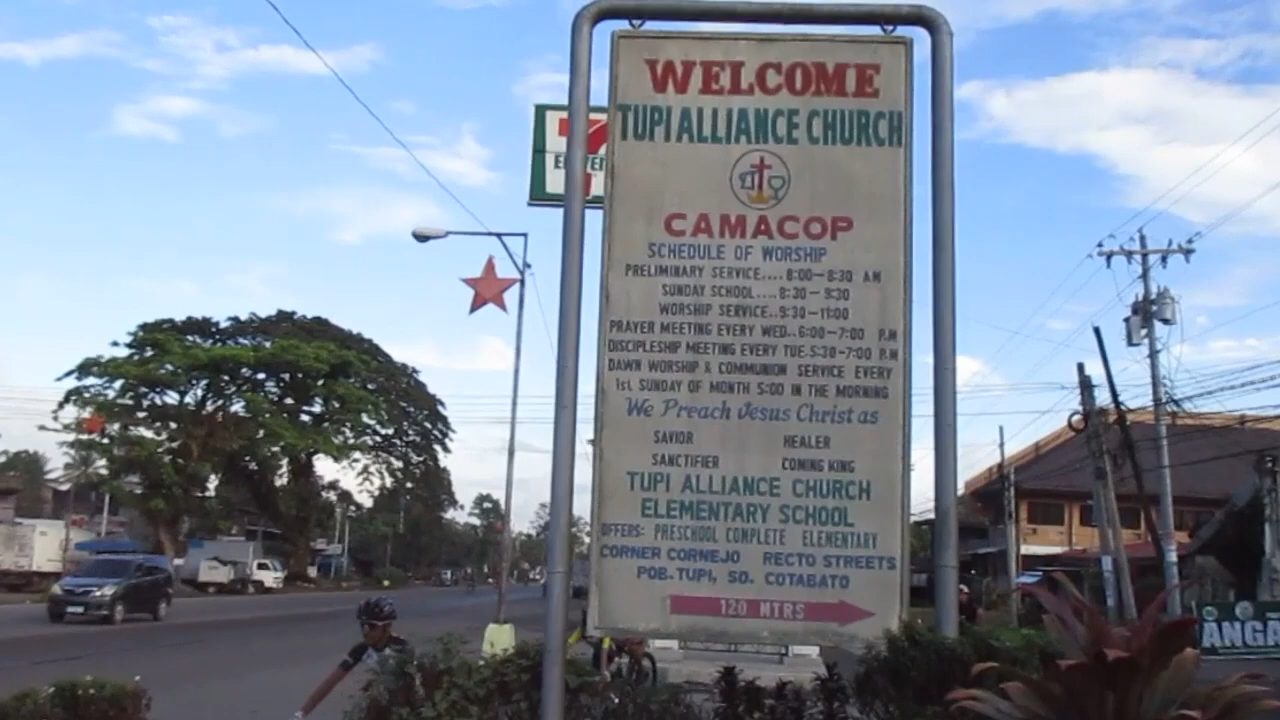 WELCOME
TUPI ALLIANCE CHURCH
CAMACOP
SCHEDULE OF WORSHIP
PRELIMINARY SERVICE.... 8:00-8:30 AM
SUNDAY SCHOOL.... 8:30-9:30
WORSHIP SERVICE.. 9:30-11:00
PRAYER MEETING EVERY WED.. 6:00-7:00 P.M
DISCIPLESHIP MEETING EVERY TUE. 5:30-7:00 P.M
DAWN WORSHIP & COMMUNION SERVICE EVERY
1st SUNDAY OF MONTH 5:00 IN THE MORNING
We Preach Jesus Christ as
SAVIOR HEALER
SANCTIFIER COMING KING
TUPI ALLIANCE CHURCH
ELEMENTARY SCHOOL
OFFERS: PRESCHOOL COMPLETE ELEMENTARY
CORNER CORNEJO RECTO STREETS
POB. TUPI, SO. COTABATO
120 MTRS
7
ELEVEN
ANGA